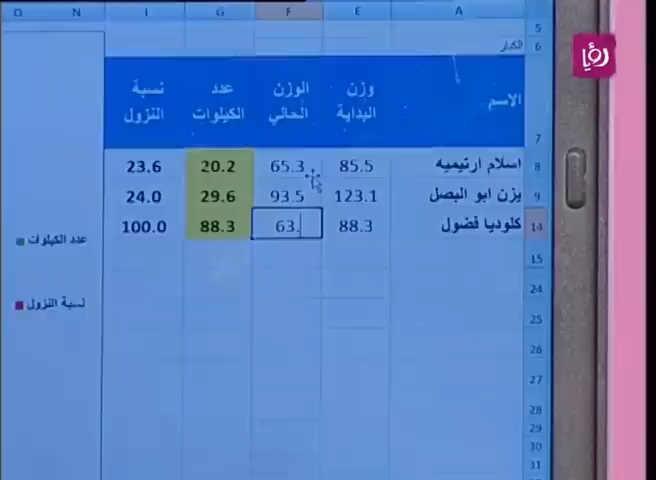 O N I G F E A
5
رؤيا
الكبار 6
الاسم وزن البداية الوزن الحالي عدد الكيلوات نسبة النزول
7
اسلام ارتيميه 85.5 65.3 20.2 23.6 8
يزن ابو البصل 123.1 93.5 29.6 24.0 9
كلوديا فضول 88.3 63. 88.3 100.0 14
عدد الكيلوات
15
24
نسبة النزول
25
26
27
28
29
30
31